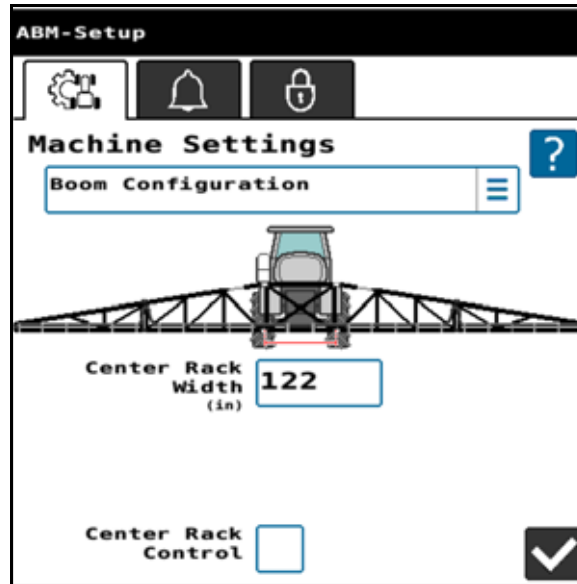 ABM-Setup
Machine Settings
?
Boom Configuration
Center Rack
Width
(in)
122
Center Rack
Control